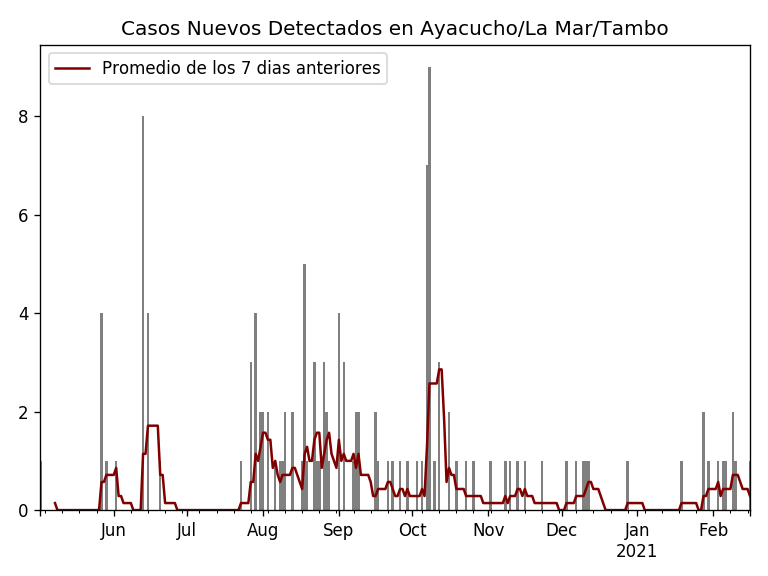 Casos Nuevos Detectados en Ayacucho/La Mar/Tambo
Promedio de los 7 dias anteriores
8
6
4
2
0
Jun Jul Aug Sep Oct Nov Dec Jan Feb
2021